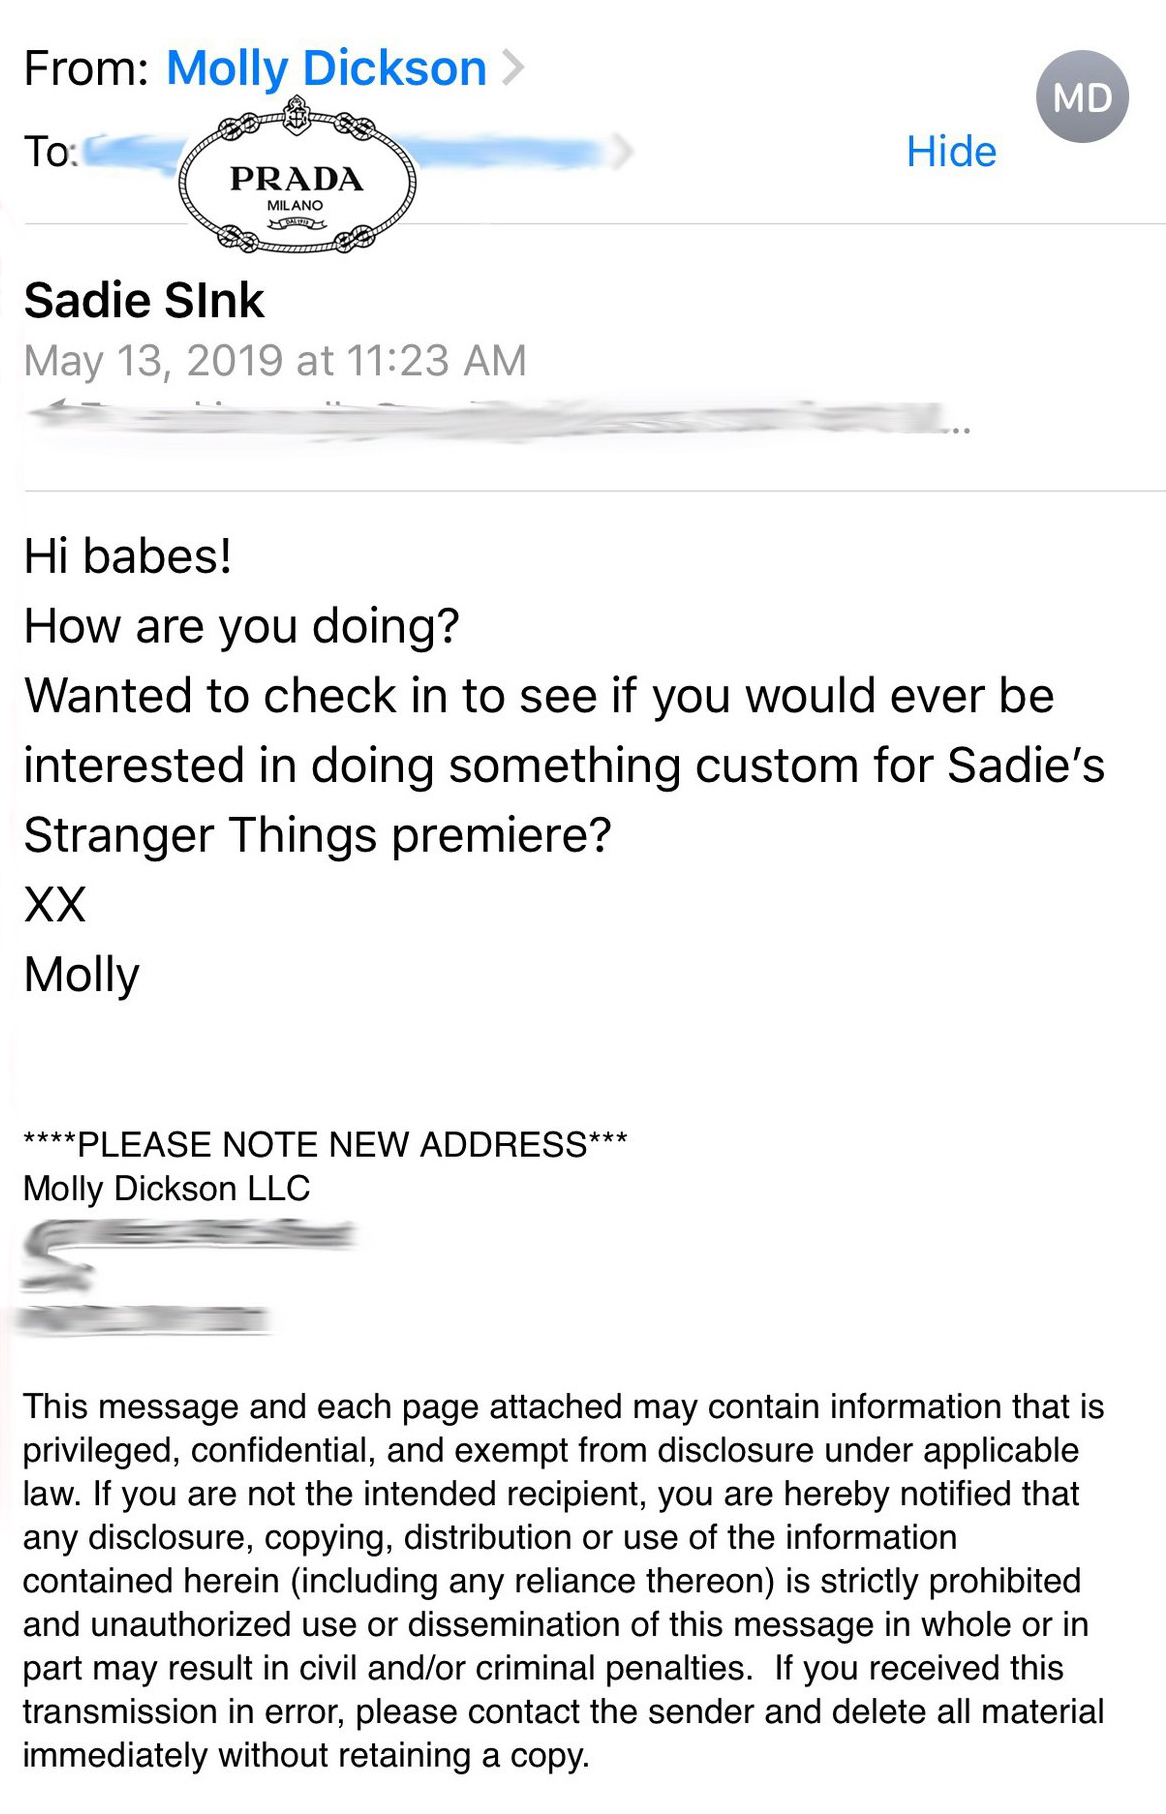 From: Molly Dickson
MD
To:
Hide
PRADA
MILANO
Sadie SInk
May 13, 2019 at 11:23 AM
...
Hi babes!
How are you doing?
Wanted to check in to see if you would ever be
interested in doing something custom for Sadie’s
Stranger Things premiere?
XX
Molly
****PLEASE NOTE NEW ADDRESS***
Molly Dickson LLC
This message and each page attached may contain information that is
privileged, confidential, and exempt from disclosure under applicable
law. If you are not the intended recipient, you are hereby notified that
any disclosure, copying, distribution or use of the information
contained herein (including any reliance thereon) is strictly prohibited
and unauthorized use or dissemination of this message in whole or in
part may result in civil and/or criminal penalties.  If you received this
transmission in error, please contact the sender and delete all material
immediately without retaining a copy.